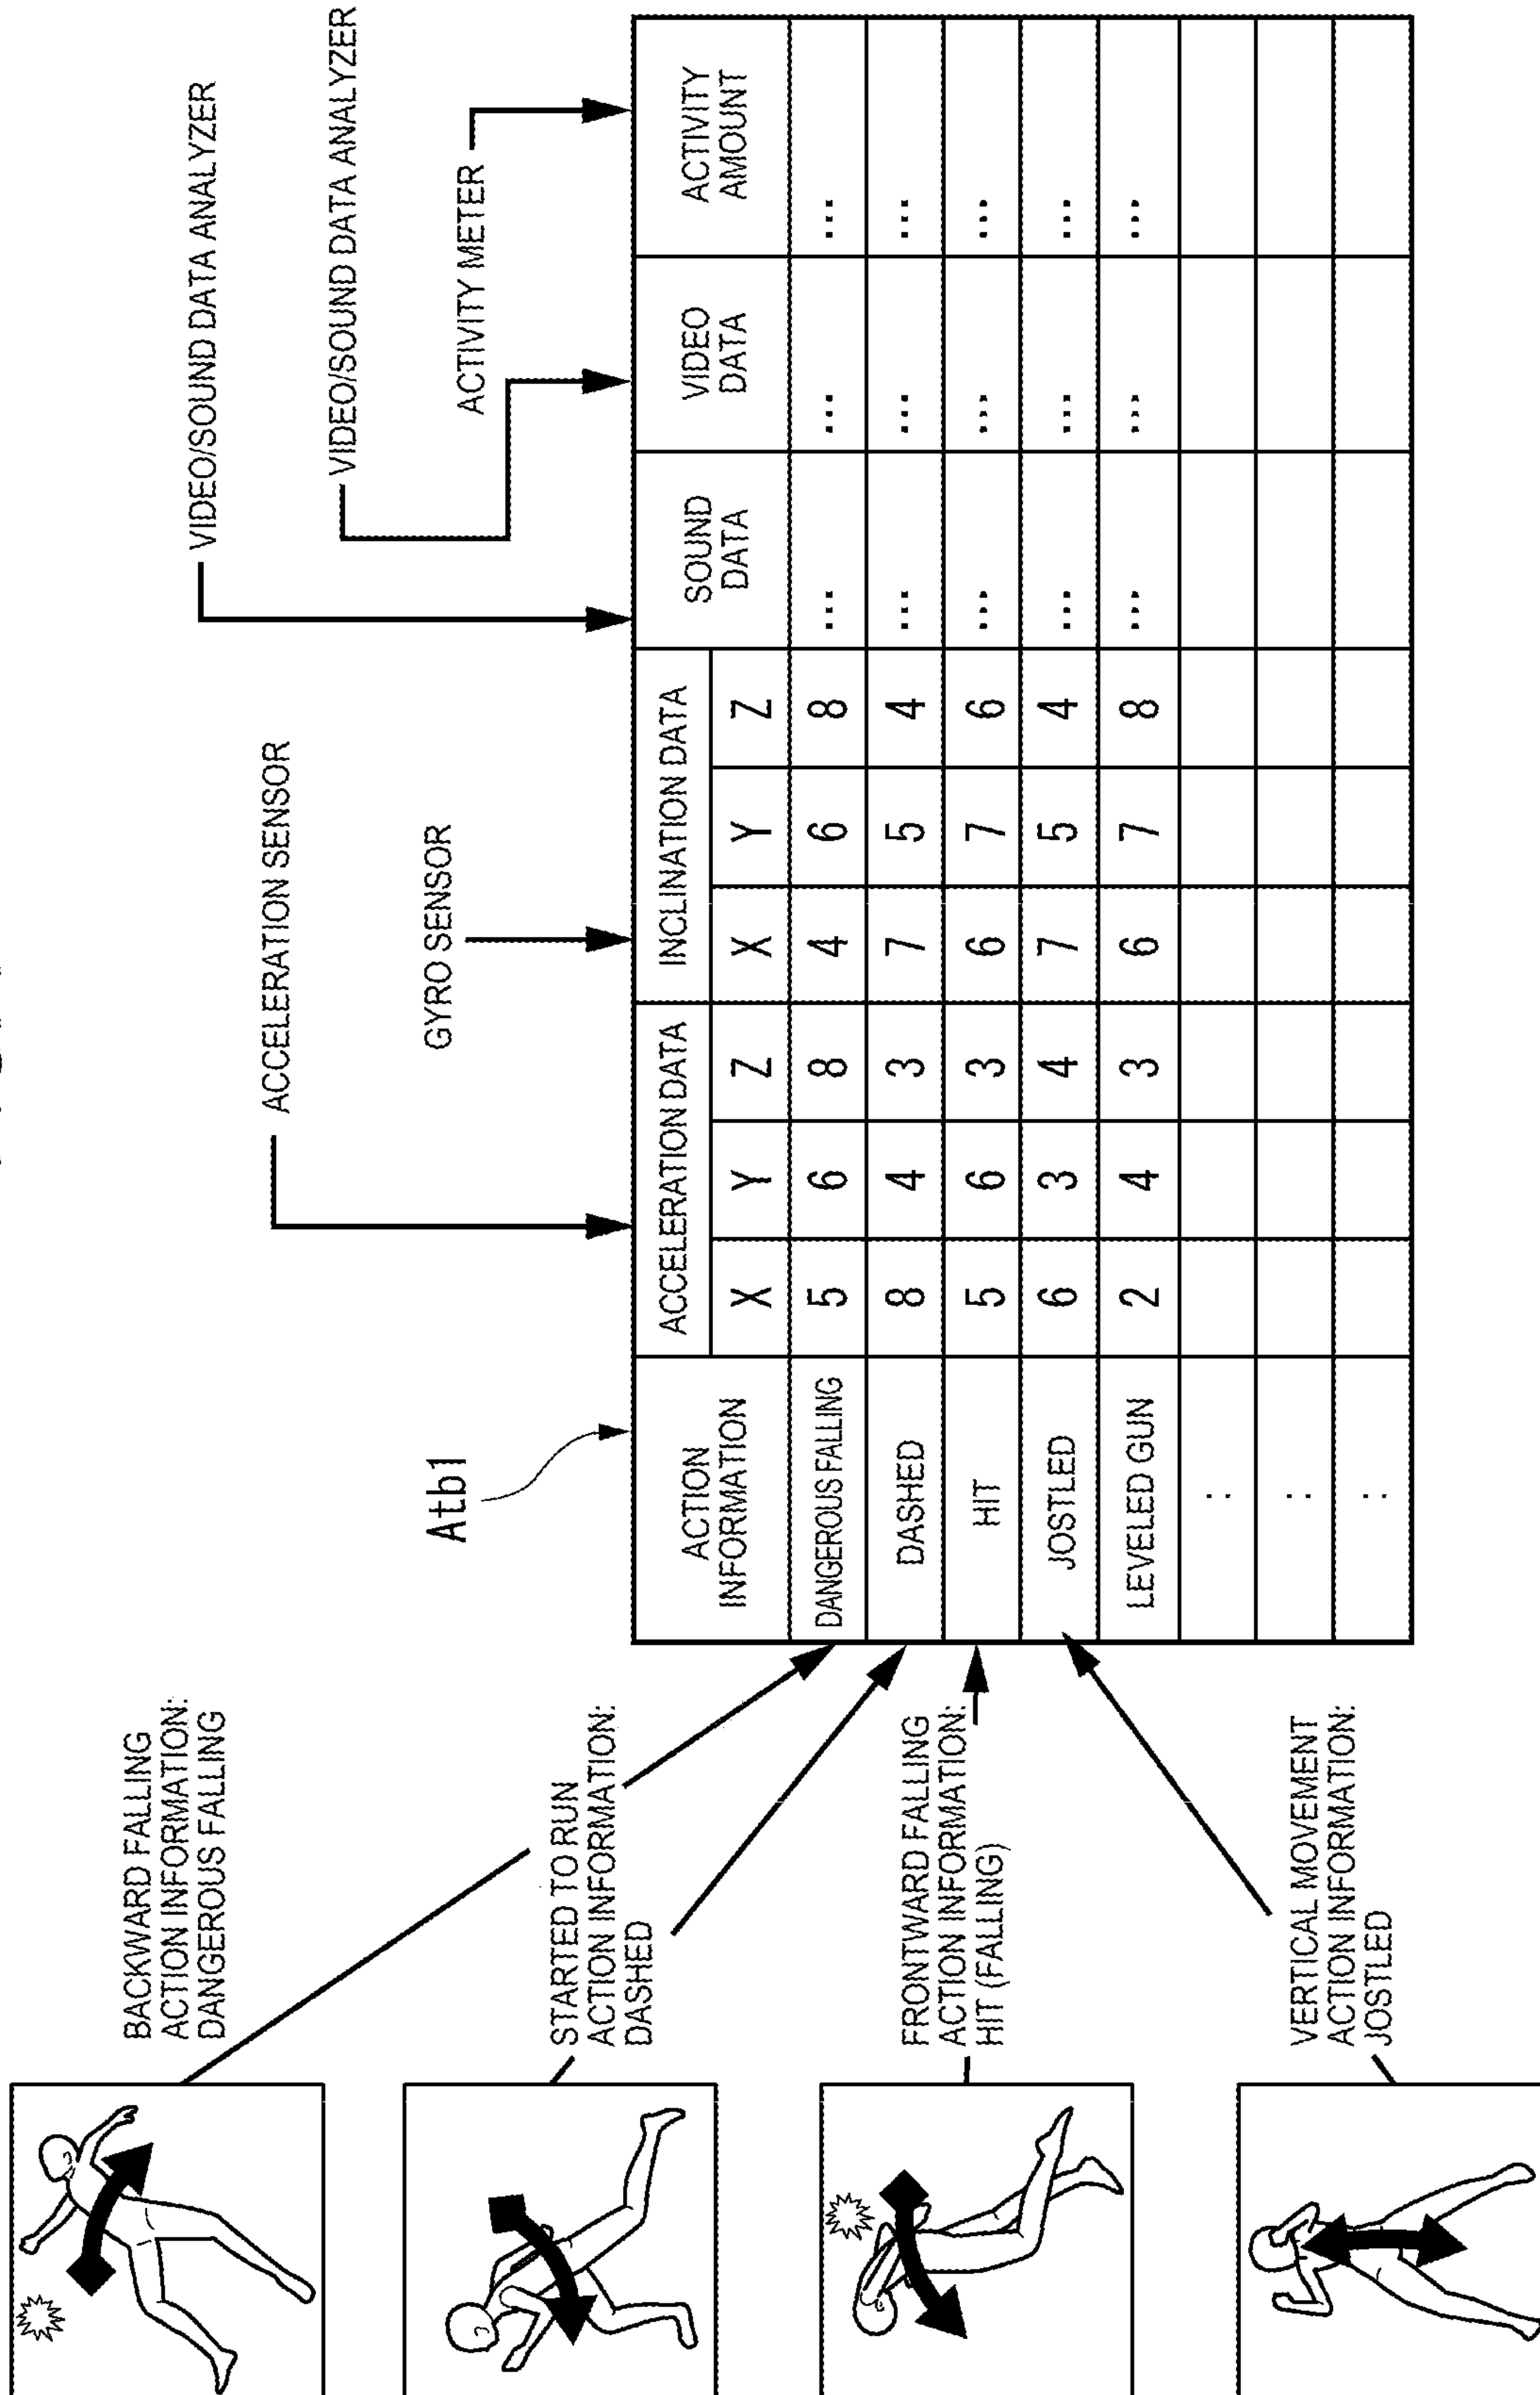 VIDEO/SOUND DATA ANALYZER
ACCELERATION SENSOR
VIDEO/SOUND DATA ANALYZER
GYRO SENSOR
ACTIVITY METER
Atb1
BACKWARD FALLING
ACTION INFORMATION:
DANGEROUS FALLING
STARTED TO RUN
ACTION INFORMATION:
DASHED
FRONTWARD FALLING
ACTION INFORMATION:
HIT (FALLING)
VERTICAL MOVEMENT
ACTION INFORMATION:
JOSTLED
ACTION
INFORMATION
ACCELERATION DATA
INCLINATION DATA
SOUND
DATA
VIDEO
DATA
ACTIVITY
AMOUNT
X Y Z X Y Z
DANGEROUS FALLING 5 6 8 4 6 8 ... ... ...
DASHED 8 4 3 7 5 4 ... ... ...
HIT 5 6 3 6 7 6 ... ... ...
JOSTLED 6 3 4 7 5 4 ... ... ...
LEVELED GUN 2 4 3 6 7 8 ... ... ...
:
:
: